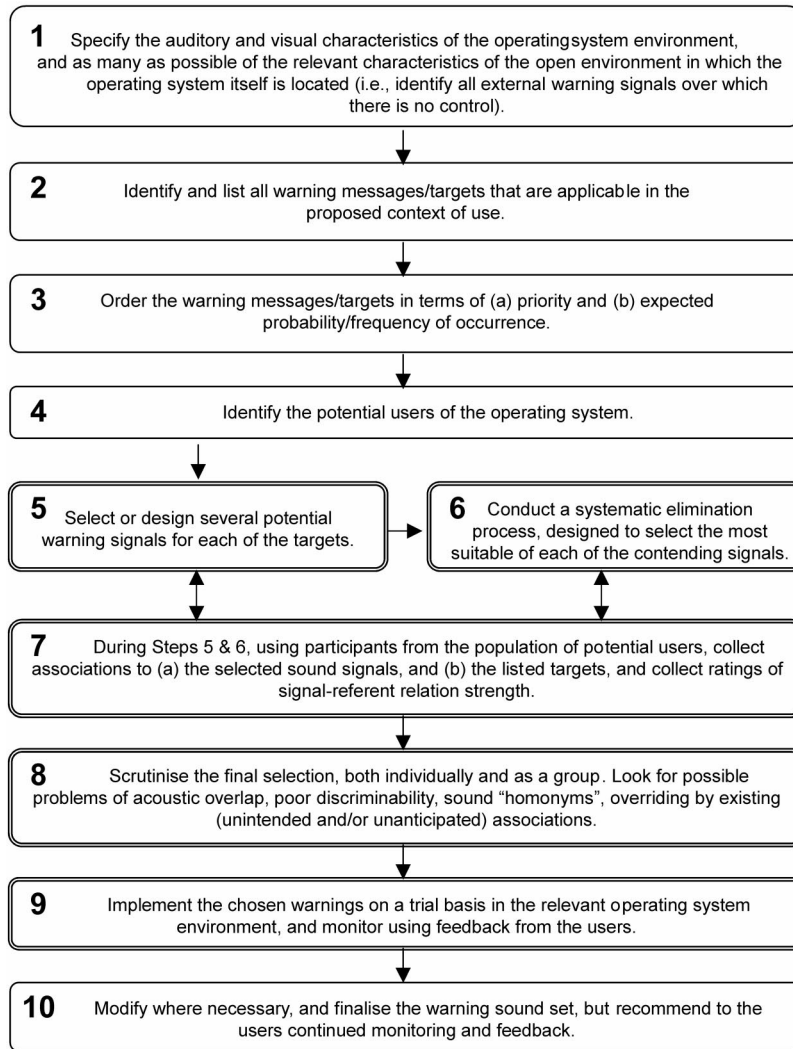 1 Specify the auditory and visual characteristics of the operatingsystem environment,
and as many as possible of the relevant characteristics of the open environment in which the
operating system itself is located (i.e., identify all external warning signals over which
there is no control).
2 Identify and list all warning messages/targets that are applicable in the
proposed context of use.
3 Order the warning messages/targets in terms of (a) priority and (b) expected
probability/frequency of occurrence.
4 Identify the potential users of the operating system.
5 Select or design several potential
warning signals for each of the targets.
6 Conduct a systematic elimination
process, designed to select the most
suitable of each of the contending signals.
7 During Steps 5 & 6, using participants from the population of potential users, collect
associations to (a) the selected sound signals, and (b) the listed targets, and collect ratings of
signal-referent relation strength.
8 Scrutinise the final selection, both individually and as a group. Look for possible
problems of acoustic overlap, poor discriminability, sound “homonyms”, overriding by existing
(unintended and/or unanticipated) associations.
9 Implement the chosen warnings on a trial basis in the relevant operating system
environment, and monitor using feedback from the users.
10 Modify where necessary, and finalise the warning sound set, but recommend to the
users continued monitoring and feedback.